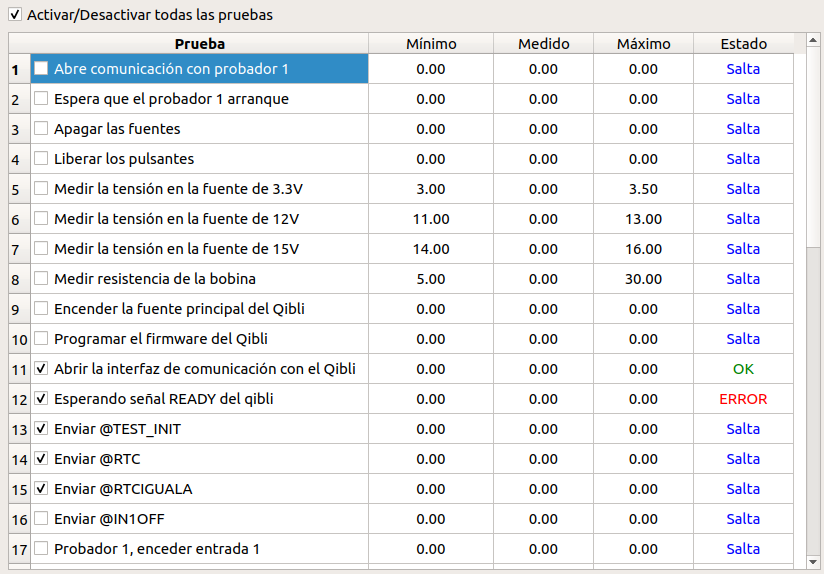 Activar/Desactivar todas las pruebas
Prueba Mínimo Medido Máximo Estado
1 Abre comunicación con probador 1 0.00 0.00 0.00 Salta
2 Espera que el probador 1 arranque 0.00 0.00 0.00 Salta
3 Apagar las fuentes 0.00 0.00 0.00 Salta
4 Liberar los pulsantes 0.00 0.00 0.00 Salta
5 Medir la tensión en la fuente de 3.3V 3.00 0.00 3.50 Salta
6 Medir la tensión en la fuente de 12V 11.00 0.00 13.00 Salta
7 Medir la tensión en la fuente de 15V 14.00 0.00 16.00 Salta
8 Medir resistencia de la bobina 5.00 0.00 30.00 Salta
9 Encender la fuente principal del Qibli 0.00 0.00 0.00 Salta
10 Programar el firmware del Qibli 0.00 0.00 0.00 Salta
11 Abrir la interfaz de comunicación con el Qibli 0.00 0.00 0.00 OK
12 Esperando señal READY del qibli 0.00 0.00 0.00 ERROR
13 Enviar @TEST_INIT 0.00 0.00 0.00 Salta
14 Enviar @RTC 0.00 0.00 0.00 Salta
15 Enviar @RTCIGUALA 0.00 0.00 0.00 Salta
16 Enviar @IN1OFF 0.00 0.00 0.00 Salta
17 Probador 1, enceder entrada 1 0.00 0.00 0.00 Salta